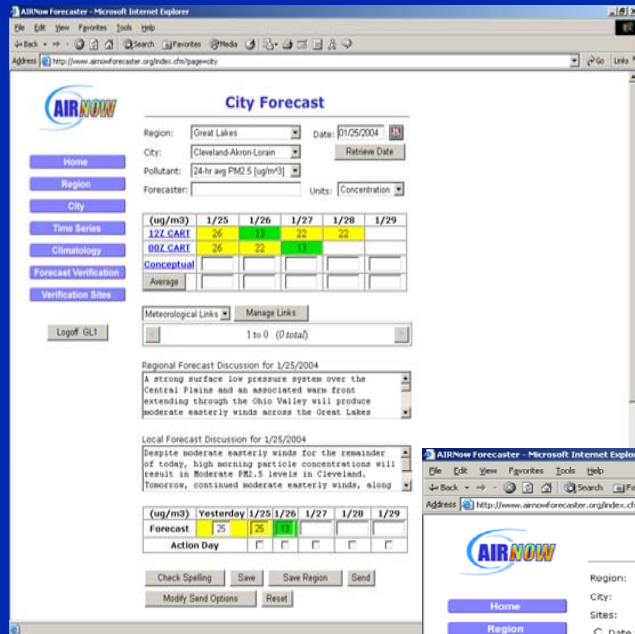 AIRNow Forecaster - Microsoft Internet Explorer
File Edit View Favorites Tools Help
Back Search Favorites Media
Address http://www.airnowforecaster.org/index.cfm?page=city Go Links
AIRNOW
City Forecast
Region: Great Lakes Date: 01/25/2004
City: Cleveland-Akron-Lorain Retrieve Date
Pollutant: 24-hr avg PM2.5 [ug/m^3]
Forecaster: Units: Concentration
Home
Region
City
Time Series
Climatology
Forecast Verification
Verification Sites
Logoff GL1
(ug/m3) 1/25 1/26 1/27 1/28 1/29
12Z CART 26 13 22 22
00Z CART 26 22 13
Conceptual
Average
Meteorological Links Manage Links
1 to 0 (0 total)
Regional Forecast Discussion for 1/25/2004
A strong surface low pressure system over the
Central Plains and an associated warm front
extending through the Ohio Valley will produce
moderate easterly winds across the Great Lakes
Local Forecast Discussion for 1/25/2004
Despite moderate easterly winds for the remainder
of today, high morning particle concentrations will
result in Moderate PM2.5 levels in Cleveland.
Tomorrow, continued moderate easterly winds, along
(ug/m3) Yesterday 1/25 1/26 1/27 1/28 1/29
Forecast 25 25 13
Action Day
Check Spelling Save Save Region Send
Modify Send Options Reset
AIRNow Forecaster - Microsoft Internet Explor
File Edit View Favorites Tools Help
Back Search Fa
Address http://www.airnowforecaster.org/index.cf
AIRNOW
Region:
City:
Sites:
Date
Home
Region